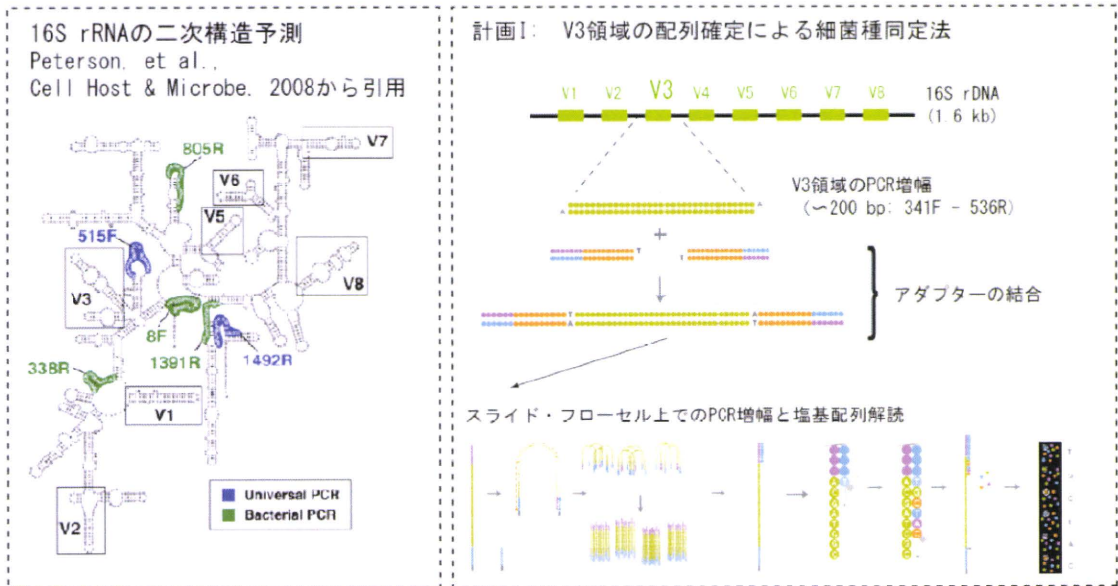 16S rRNAの二次構造予測
Peterson. et al.,
Cell Host & Microbe. 2008から引用
V7
805R
V6
V5
515F
V8
V3
8F
1391R
1492R
338R
V1
Universal PCR
Bacterial PCR
V2
計画I: V3領域の配列確定による細菌種同定法
V1 V2 V3 V4 V5 V6 V7 V8
16S rDNA
(1.6 kb)
V3領域のPCR増幅
(〜200 bp: 341F - 536R)
A A
+
T
アダプターの結合
T A
A T
スライド・フローセル上でのPCR増幅と塩基配列解読